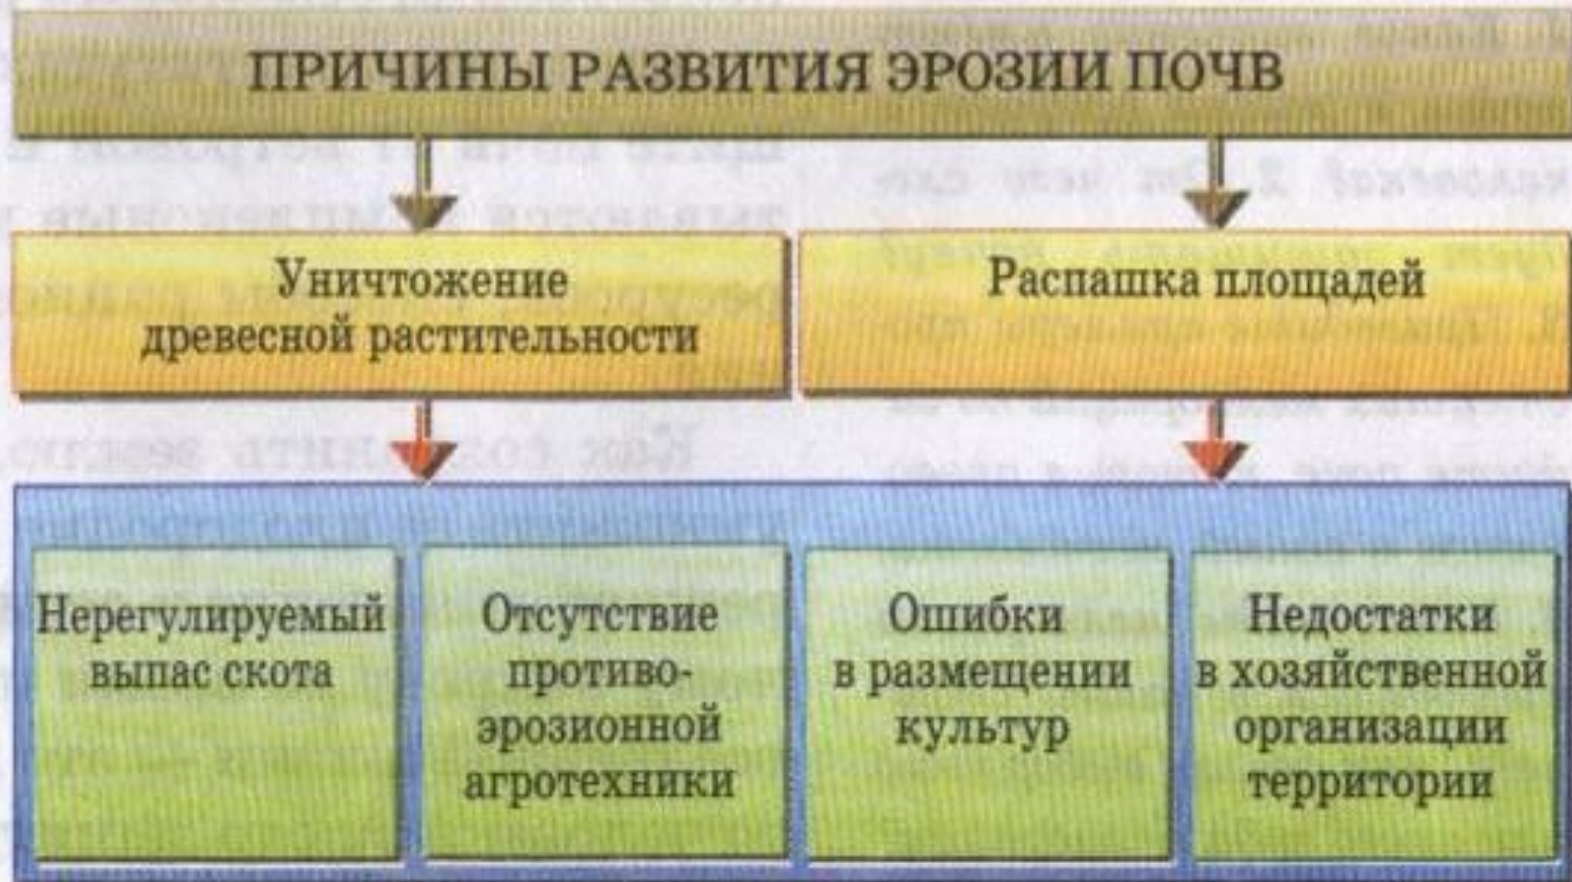 ПРИЧИНЫ РАЗВИТИЯ ЭРОЗИИ ПОЧВ
Уничтожение
древесной растительности
Распашка площадей
Нерегулируемый
выпас скота
Отсутствие
противо-
эрозионной
агротехники
Ошибки
в размещении
культур
Недостатки
в хозяйственной
организации
территории